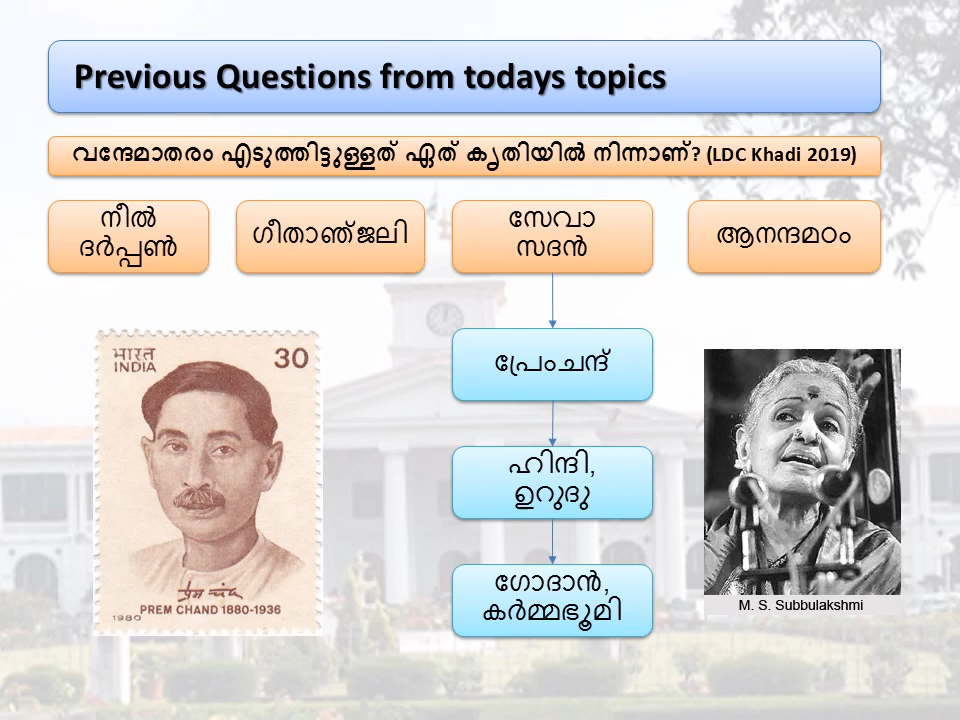 Previous Questions from todays topics
വന്ദേമാതരം എടുത്തിട്ടുള്ളത് ഏത് കൃതിയിൽ നിന്നാണ്? (LDC Khadi 2019)
നീൽ
ദർപ്പൺ
ഗീതാഞ്ജലി
സേവാ
സദൻ
ആനന്ദമഠം
പ്രേംചന്ദ്
ഹിന്ദി,
ഉറുദു
ഗോദാൻ,
കർമ്മഭൂമി
भारत
INDIA
30
प्रेम चंद
PREM CHAND 1880-1936
1980
M. S. Subbulakshmi